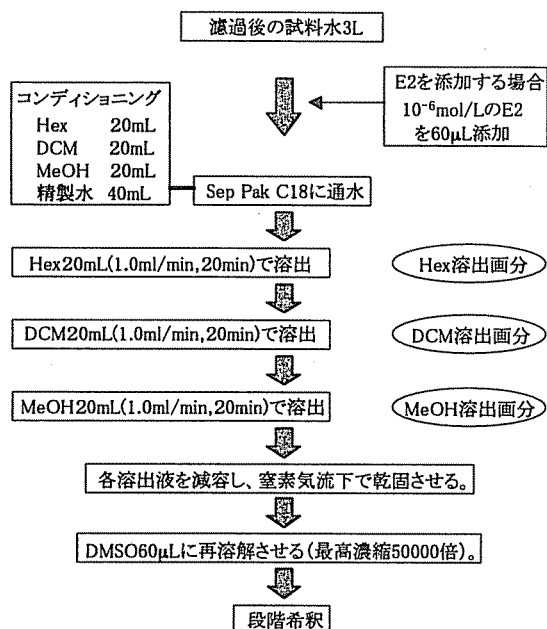 濾過後の試料水3L
E2を添加する場合
10⁻⁶mol/LのE2
を60μL添加
コンディショニング
Hex 20mL
DCM 20mL
MeOH 20mL
精製水 40mL
Sep Pak C18に通水
Hex20mL(1.0ml/min,20min)で溶出
Hex溶出画分
DCM20mL(1.0ml/min,20min)で溶出
DCM溶出画分
MeOH20mL(1.0ml/min,20min)で溶出
MeOH溶出画分
各溶出液を減容し、窒素気流下で乾固させる。
DMSO60μLに再溶解させる(最高濃縮50000倍)。
段階希釈